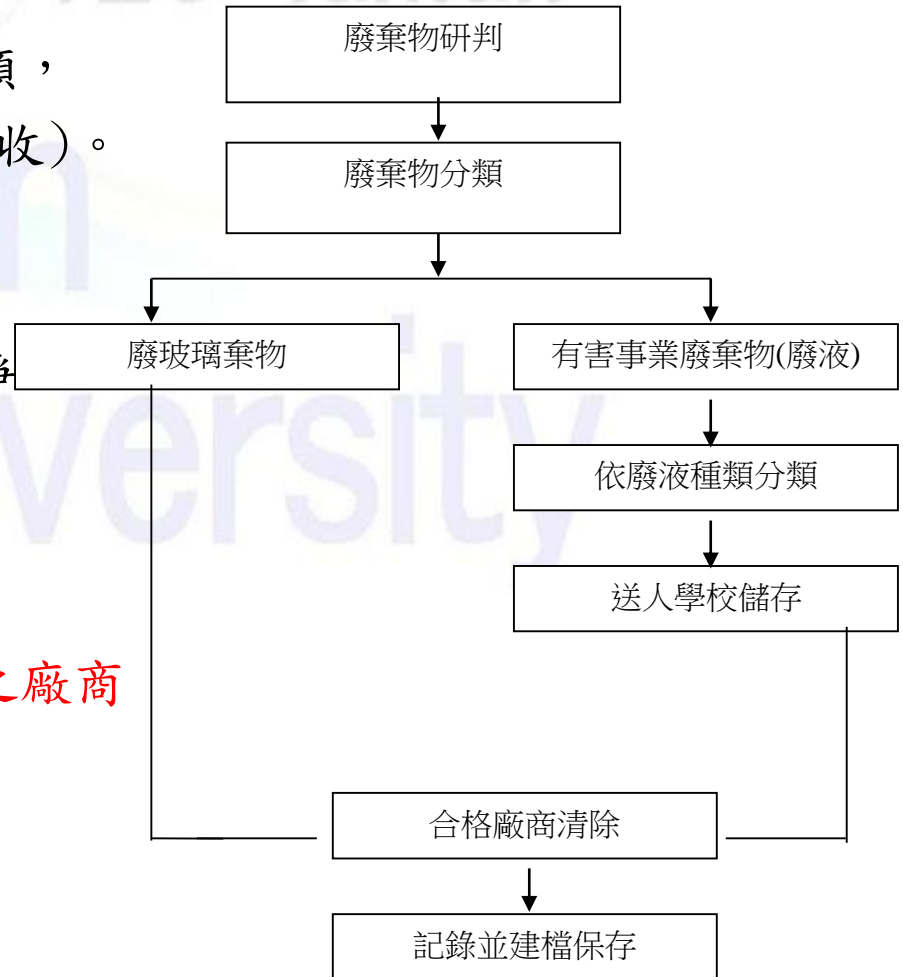 廢棄物研判
類，
收)。
廢棄物分類
廢玻璃棄物
有害事業廢棄物(廢液)
versity
依廢液種類分類
送人學校儲存
之廠商
合格廠商清除
記錄並建檔保存